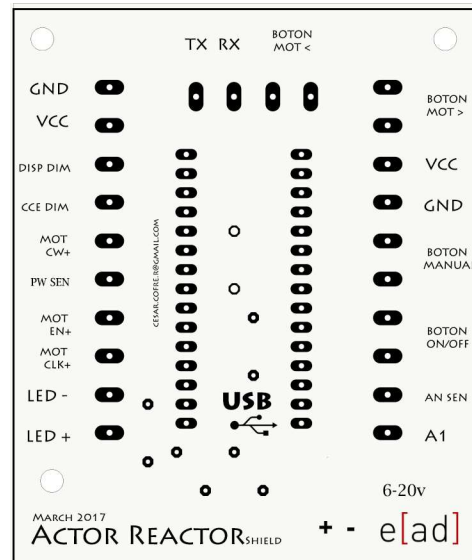 TX RX
BOTON
MOT <
GND
VCC
DISP DIM
CCE DIM
MOT
CW+
PW SEN
MOT
EN+
MOT
CLK+
LED -
LED +
CESAR.COFRE.R@GMAIL.COM
USB
BOTON
MOT >
VCC
GND
BOTON
MANUAL
BOTON
ON/OFF
AN SEN
A1
6-20v
MARCH 2017
ACTOR REACTOR SHIELD
+ -
e[ad]